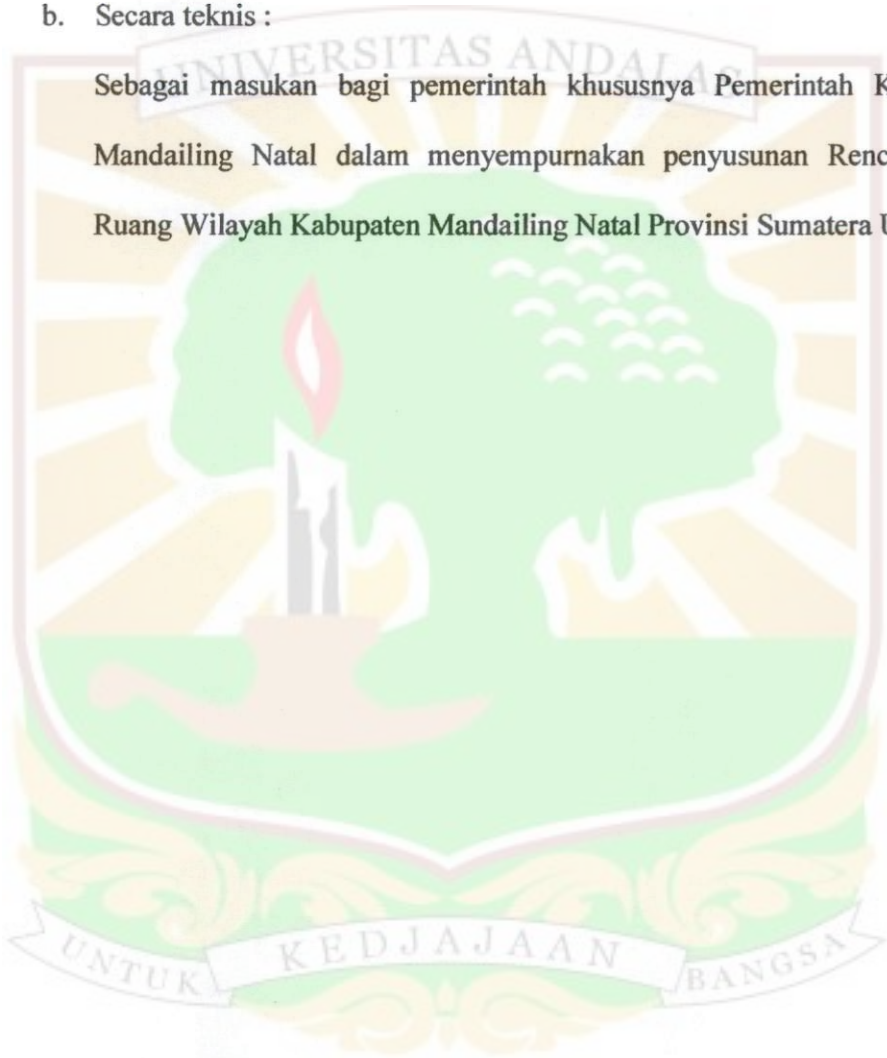 b. Secara teknis :
UNIVERSITAS ANDALAS
Sebagai masukan bagi pemerintah khususnya Pemerintah
Mandailing Natal dalam menyempurnakan penyusunan
Ruang Wilayah Kabupaten Mandailing Natal Provinsi Sumatera
UNTUK KEDJAJAAN BANGSA